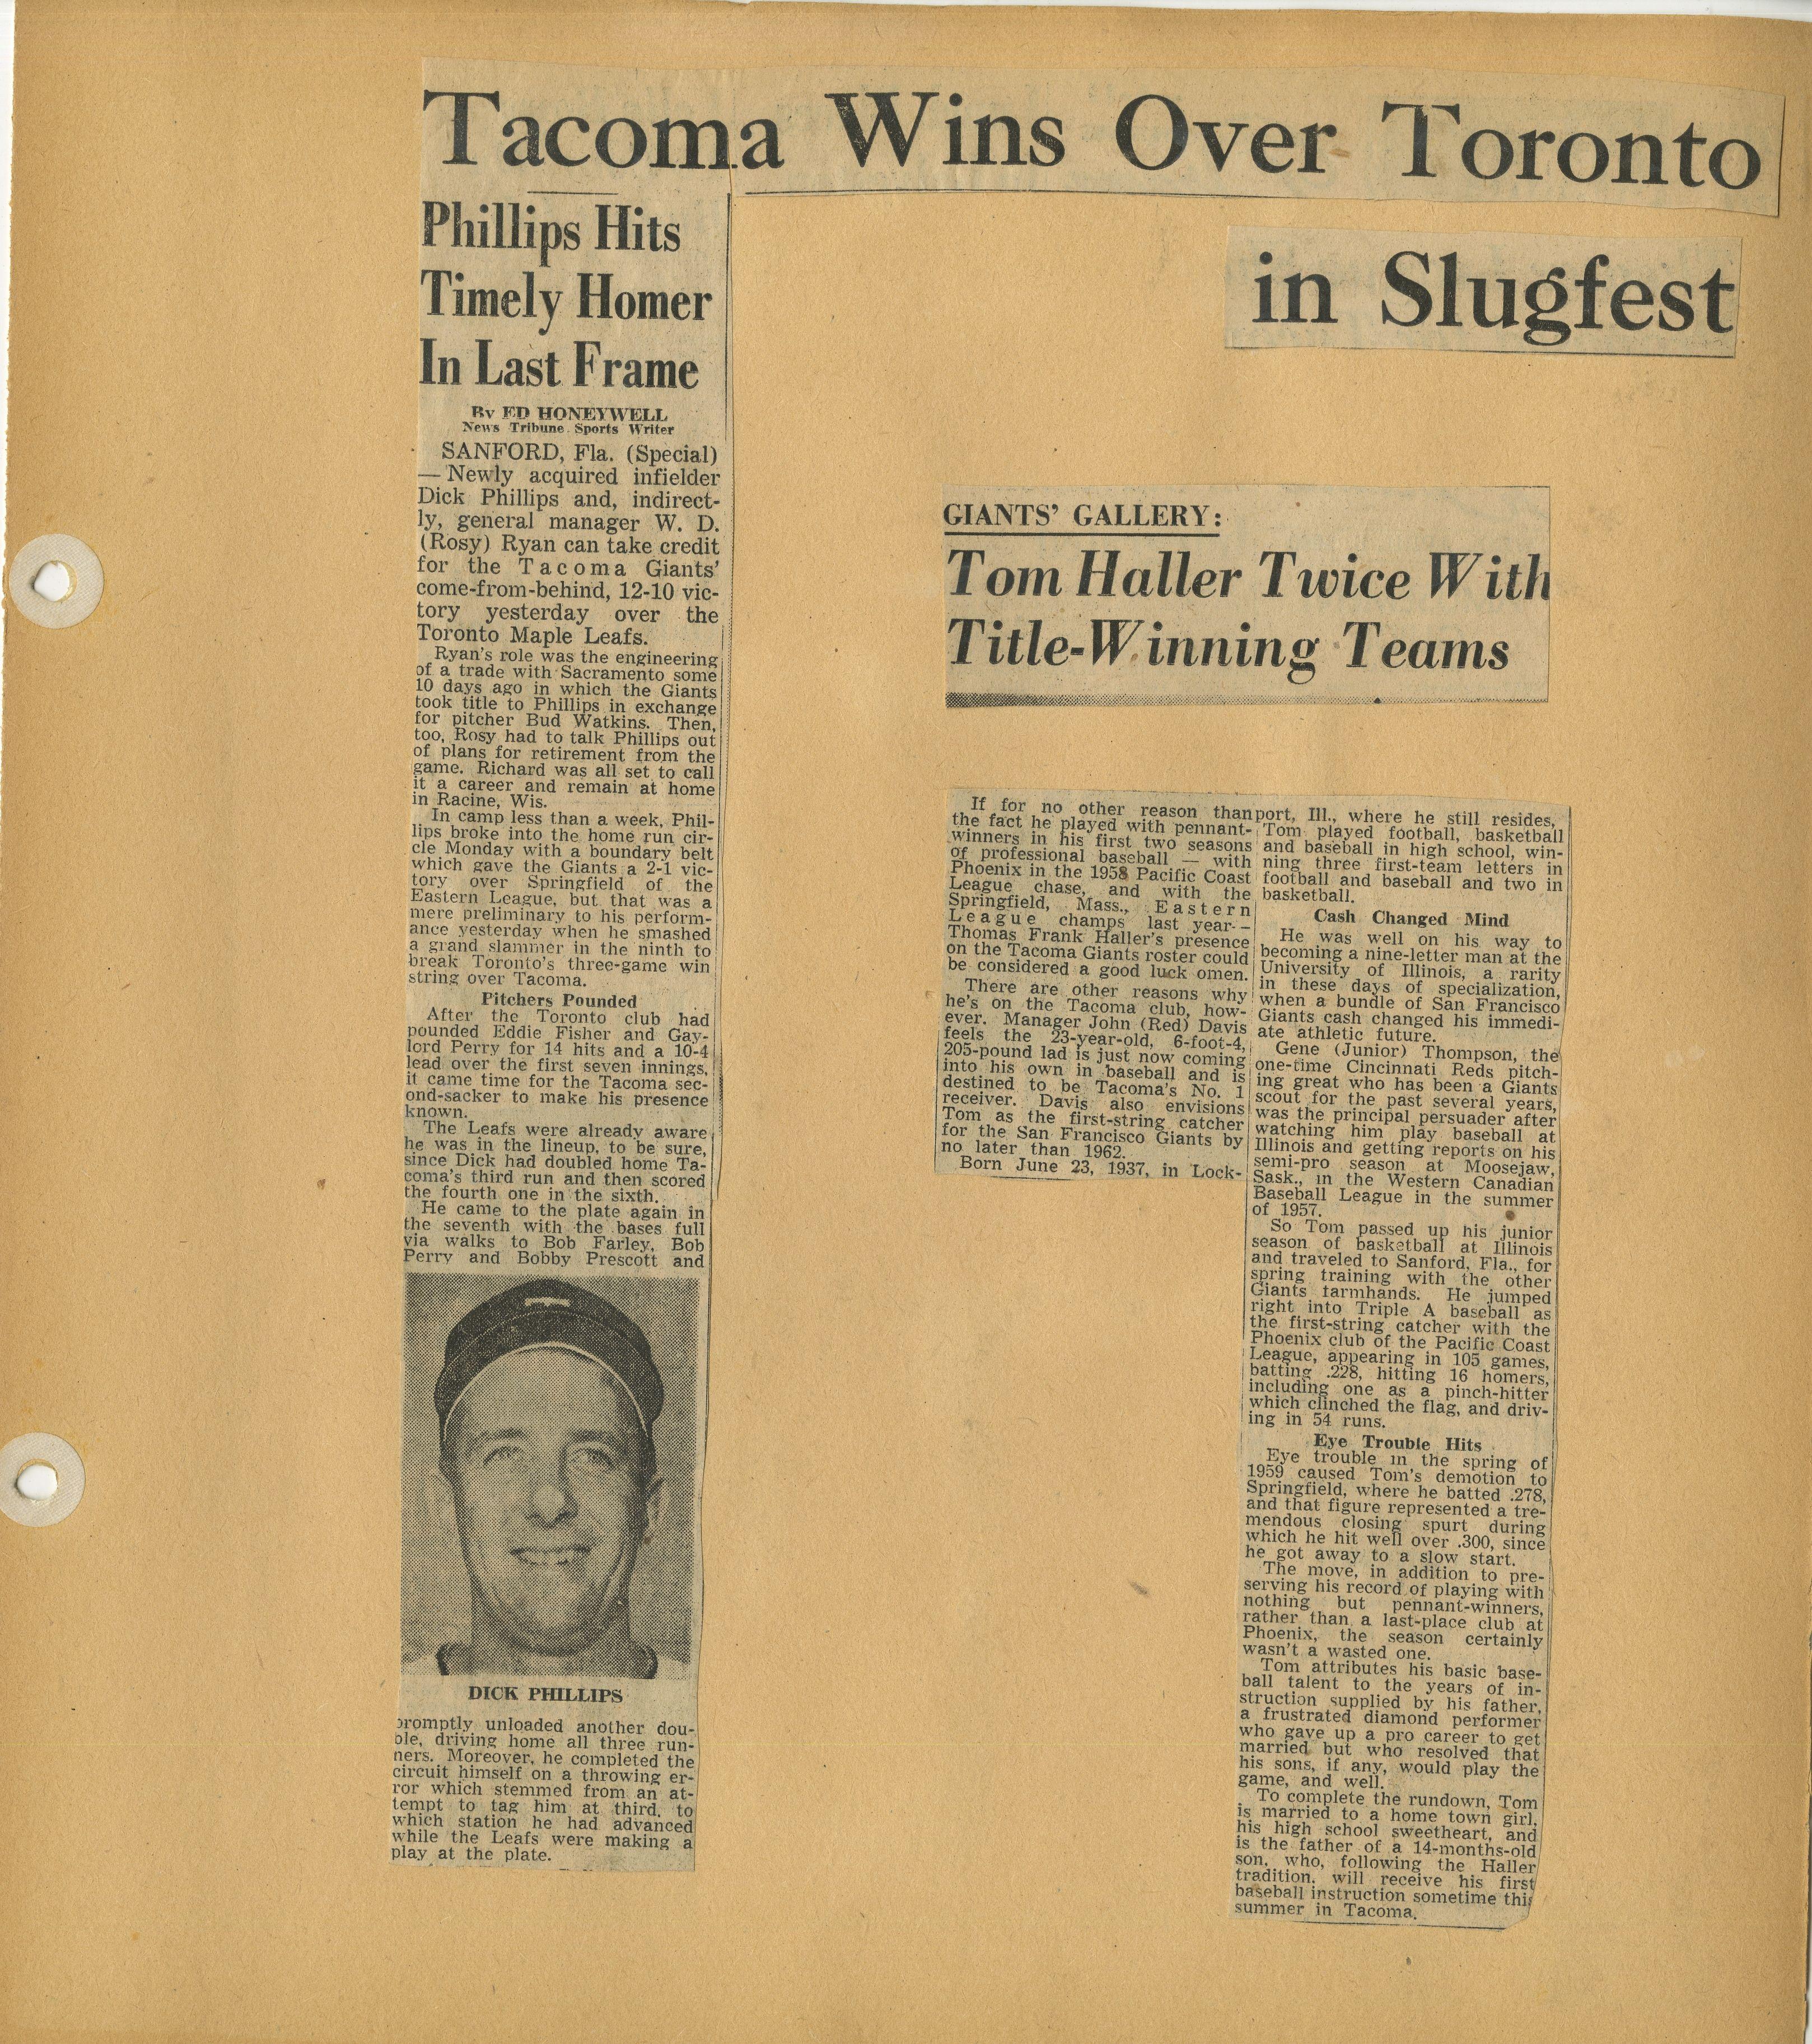 Tacoma Wins Over Toronto
in Slugfest
Phillips Hits
Timely Homer
In Last Frame
By ED HONEYWELL
News Tribune Sports Writer
SANFORD, Fla. (Special)
— Newly acquired infielder
Dick Phillips and, indirect-
ly, general manager W. D.
(Rosy) Ryan can take credit
for the Tacoma Giants'
come-from-behind, 12-10 vic-
tory yesterday over the
Toronto Maple Leafs.
Ryan's role was the engineering
of a trade with Sacramento some
10 days ago in which the Giants
took title to Phillips in exchange
for pitcher Bud Watkins. Then,
too, Rosy had to talk Phillips out
of plans for retirement from the
game. Richard was all set to call
it a career and remain at home
in Racine, Wis.
In camp less than a week, Phil-
lips broke into the home run cir-
cle Monday with a boundary belt
which gave the Giants a 2-1 vic-
tory over Springfield of the
Eastern League, but that was a
mere preliminary to his perform-
ance yesterday when he smashed
a grand slammer in the ninth to
break Toronto's three-game win
string over Tacoma.
Pitchers Pounded
After the Toronto club had
pounded Eddie Fisher and Gay-
lord Perry for 14 hits and a 10-4
lead over the first seven innings,
it came time for the Tacoma sec-
ond-sacker to make his presence
known.
The Leafs were already aware
he was in the lineup, to be sure,
since Dick had doubled home Ta-
coma's third run and then scored
the fourth one in the sixth.
He came to the plate again in
the seventh with the bases full
via walks to Bob Farley, Bob
Perry and Bobby Prescott and
DICK PHILLIPS
promptly unloaded another dou-
ble, driving home all three run-
ners. Moreover, he completed the
circuit himself on a throwing er-
ror which stemmed from an at-
tempt to tag him at third, to
which station he had advanced
while the Leafs were making a
play at the plate.
GIANTS' GALLERY:
Tom Haller Twice With
Title-Winning Teams
If for no other reason than
the fact he played with pennant-
winners in his first two seasons
of professional baseball — with
Phoenix in the 1958 Pacific Coast
League chase, and with the
Springfield, Mass., Eastern
League champs last year--
Thomas Frank Haller's presence
on the Tacoma Giants roster could
be considered a good luck omen.
There are other reasons why
he's on the Tacoma club, how-
ever. Manager John (Red) Davis
feels the 23-year-old, 6-foot-4,
205-pound lad is just now coming
into his own in baseball and is
destined to be Tacoma's No. 1
receiver. Davis also envisions
Tom as the first-string catcher
for the San Francisco Giants by
no later than 1962.
Born June 23, 1937, in Lock-
port, Ill., where he still resides,
Tom played football, basketball
and baseball in high school, win-
ning three first-team letters in
football and baseball and two in
basketball.
Cash Changed Mind
He was well on his way to
becoming a nine-letter man at the
University of Illinois, a rarity
in these days of specialization,
when a bundle of San Francisco
Giants cash changed his immedi-
ate athletic future.
Gene (Junior) Thompson, the
one-time Cincinnati Reds pitch-
ing great who has been a Giants
scout for the past several years,
was the principal persuader after
watching him play baseball at
Illinois and getting reports on his
semi-pro season at Moosejaw,
Sask., in the Western Canadian
Baseball League in the summer
of 1957.
So Tom passed up his junior
season of basketball at Illinois
and traveled to Sanford, Fla., for
spring training with the other
Giants farmhands. He jumped
right into Triple A baseball as
the first-string catcher with the
Phoenix club of the Pacific Coast
League, appearing in 105 games,
batting .228, hitting 16 homers,
including one as a pinch-hitter
which clinched the flag, and driv-
ing in 54 runs.
Eye Trouble Hits
Eye trouble in the spring of
1959 caused Tom's demotion to
Springfield, where he batted .278,
and that figure represented a tre-
mendous closing spurt during
which he hit well over .300, since
he got away to a slow start.
The move, in addition to pre-
serving his record of playing with
nothing but pennant-winners,
rather than a last-place club at
Phoenix, the season certainly
wasn't a wasted one.
Tom attributes his basic base-
ball talent to the years of in-
struction supplied by his father,
a frustrated diamond performer
who gave up a pro career to get
married but who resolved that
his sons, if any, would play the
game, and well.
To complete the rundown, Tom
is married to a home town girl,
his high school sweetheart, and
is the father of a 14-months-old
son, who, following the Haller
tradition, will receive his first
baseball instruction sometime this
summer in Tacoma.